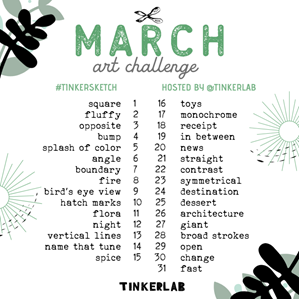 MARCH
art challenge
#TINKERSKETCH HOSTED BY @TINKERLAB
square 1 16 toys
fluffy 2 17 monochrome
opposite 3 18 receipt
bump 4 19 in between
splash of color 5 20 news
angle 6 21 straight
boundary 7 22 contrast
fire 8 23 symmetrical
bird's eye view 9 24 destination
hatch marks 10 25 dessert
flora 11 26 architecture
night 12 27 giant
vertical lines 13 28 broad strokes
name that tune 14 29 open
spice 15 30 change
31 fast
TINKERLAB